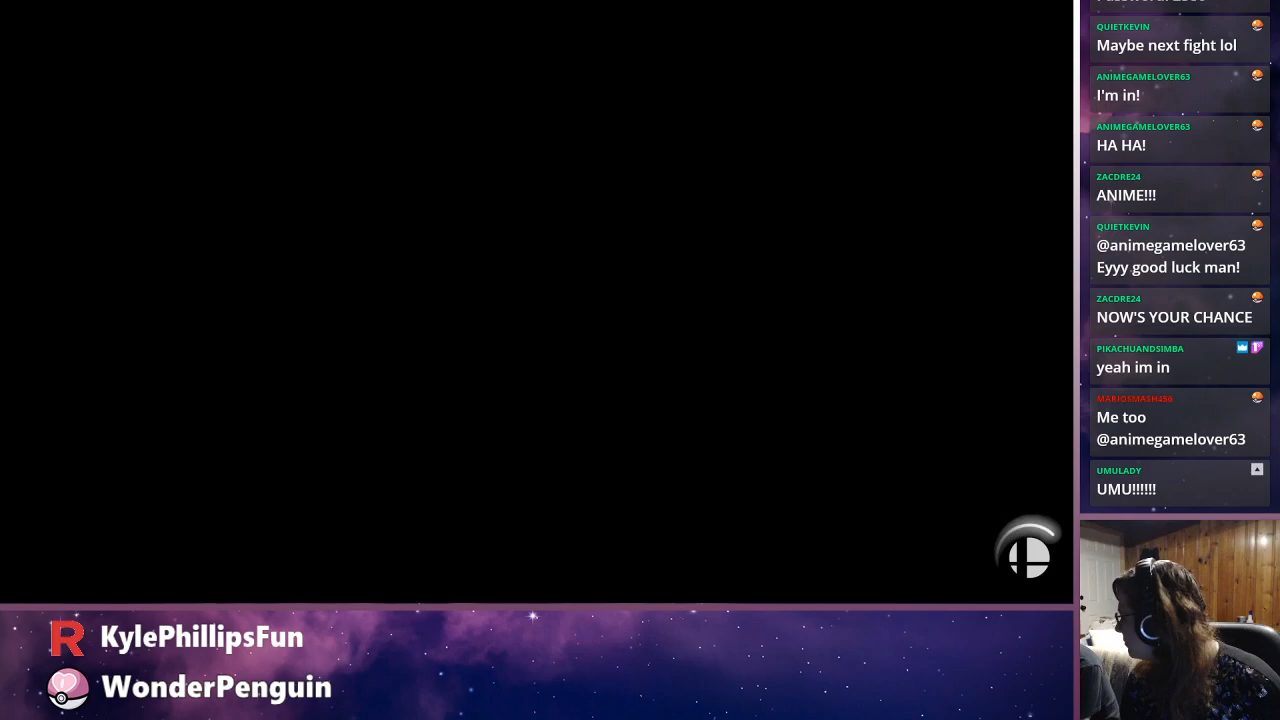 QUIETKEVIN
Maybe next fight lol
ANIMEGAMELOVER63
I'm in!
ANIMEGAMELOVER63
HA HA!
ZACDRE24
ANIME!!!
QUIETKEVIN
@animegamelover63
Eyyy good luck man!
ZACDRE24
NOW'S YOUR CHANCE
PIKACHUANDSIMBA
yeah im in
MARIOSMASH456
Me too
@animegamelover63
UMULADY
UMU!!!!!!
R KylePhillipsFun
WonderPenguin